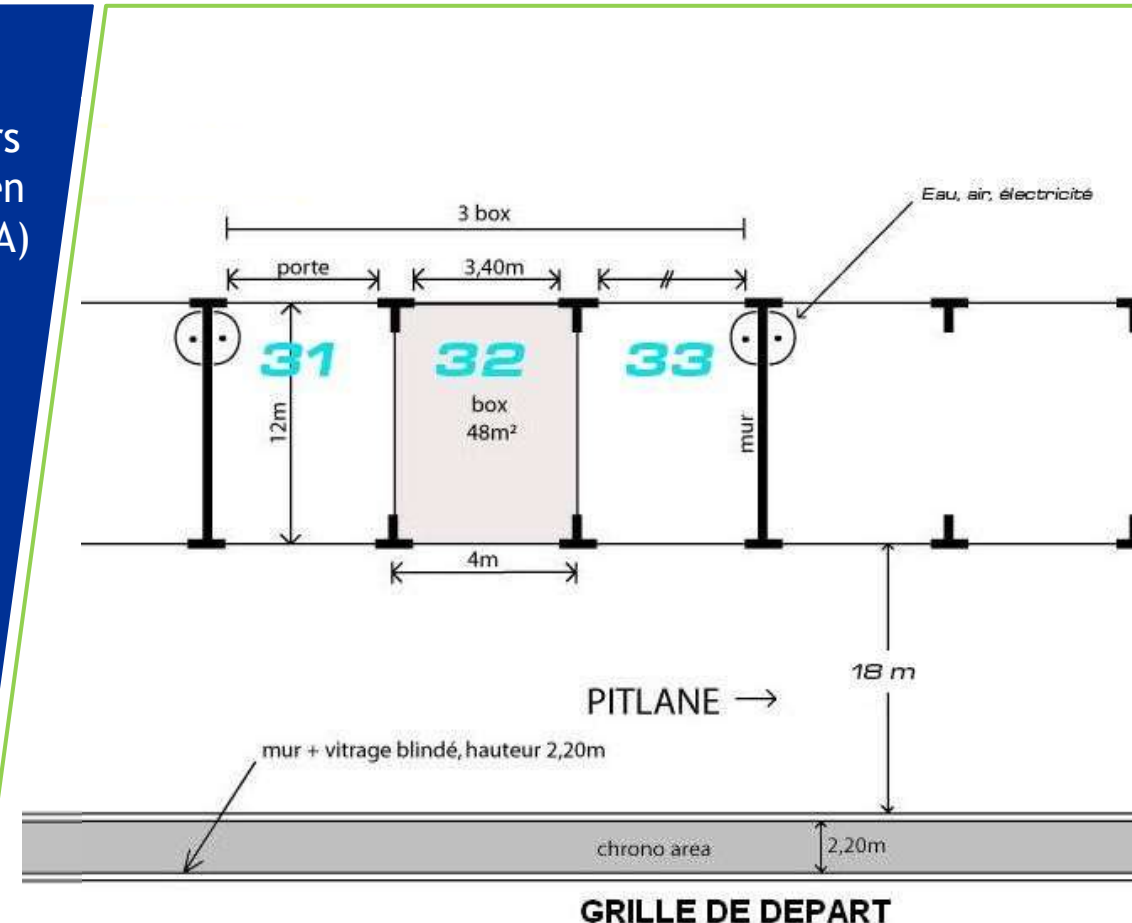 rs
en
A)
3 box
Eau, air, électricité
porte
3,40m
//
31
32
33
box
48m²
12m
mur
4m
18 m
PITLANE →
mur + vitrage blindé, hauteur 2,20m
chrono area
2,20m
GRILLE DE DEPART